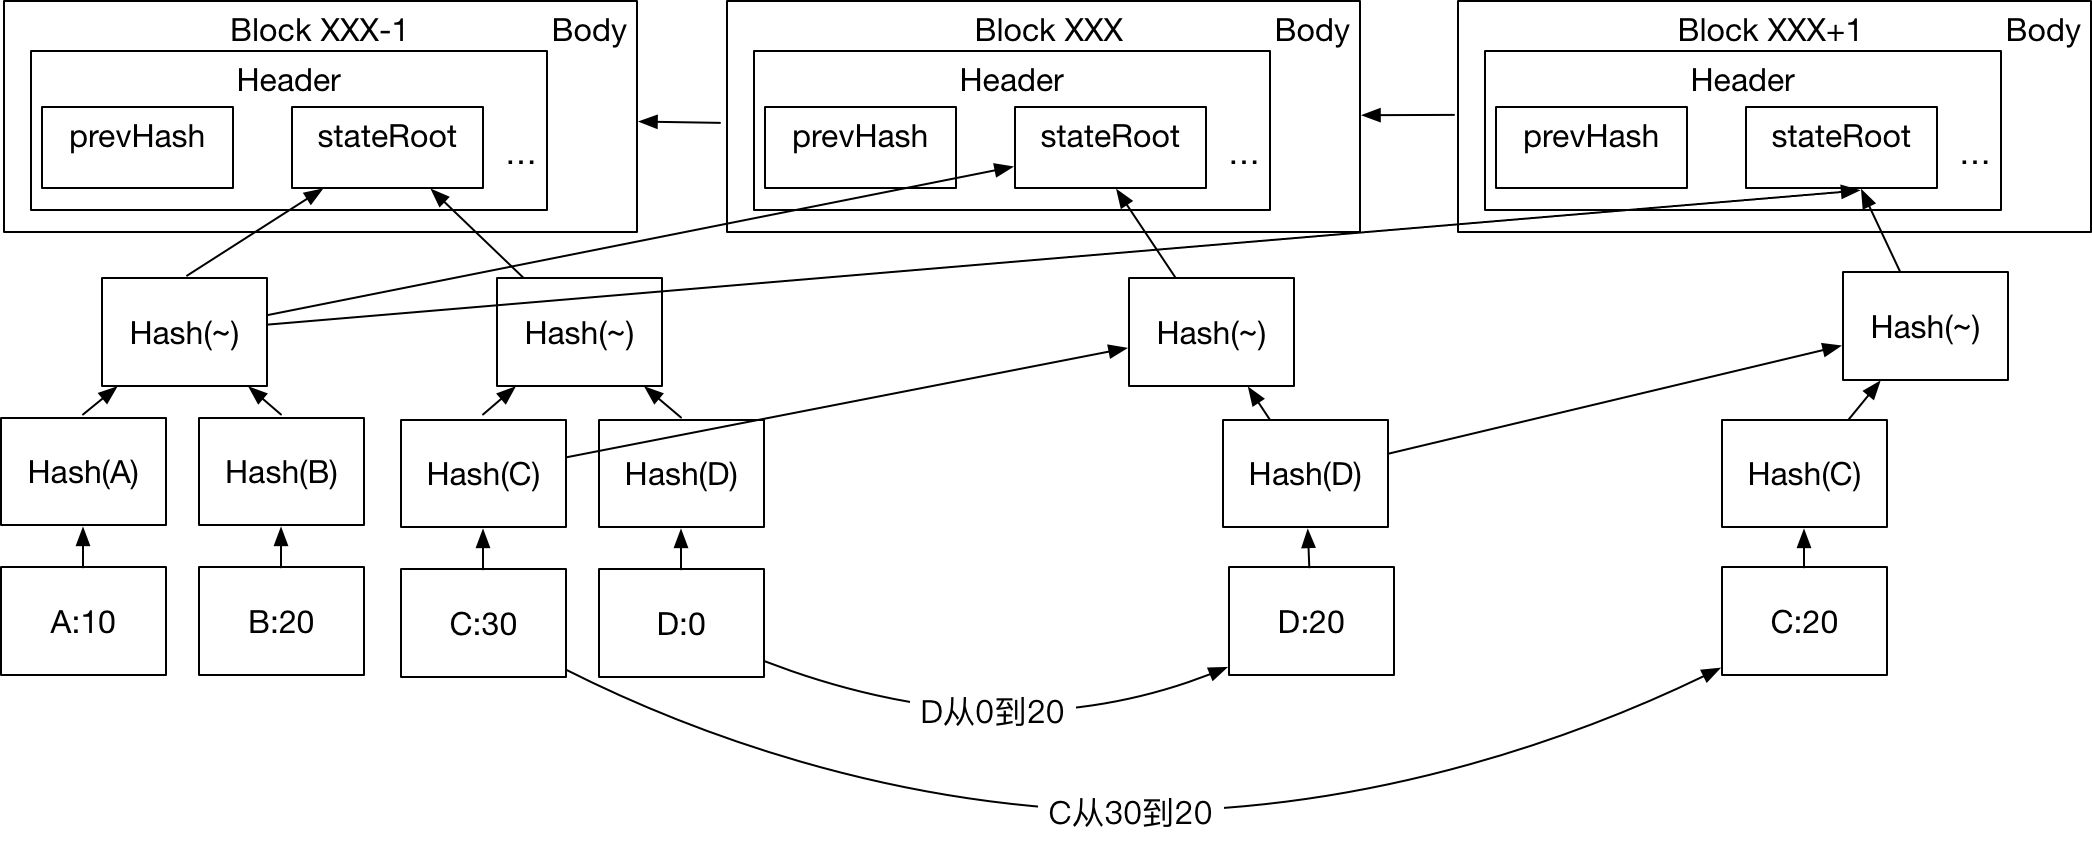 Block XXX-1
Body
Header
prevHash
stateRoot
...
Block XXX
Body
Header
prevHash
stateRoot
...
Block XXX+1
Body
Header
prevHash
stateRoot
...
Hash(~)
Hash(~)
Hash(~)
Hash(~)
Hash(A)
Hash(B)
Hash(C)
Hash(D)
Hash(D)
Hash(C)
A:10
B:20
C:30
D:0
D:20
C:20
D从0到20
C从30到20